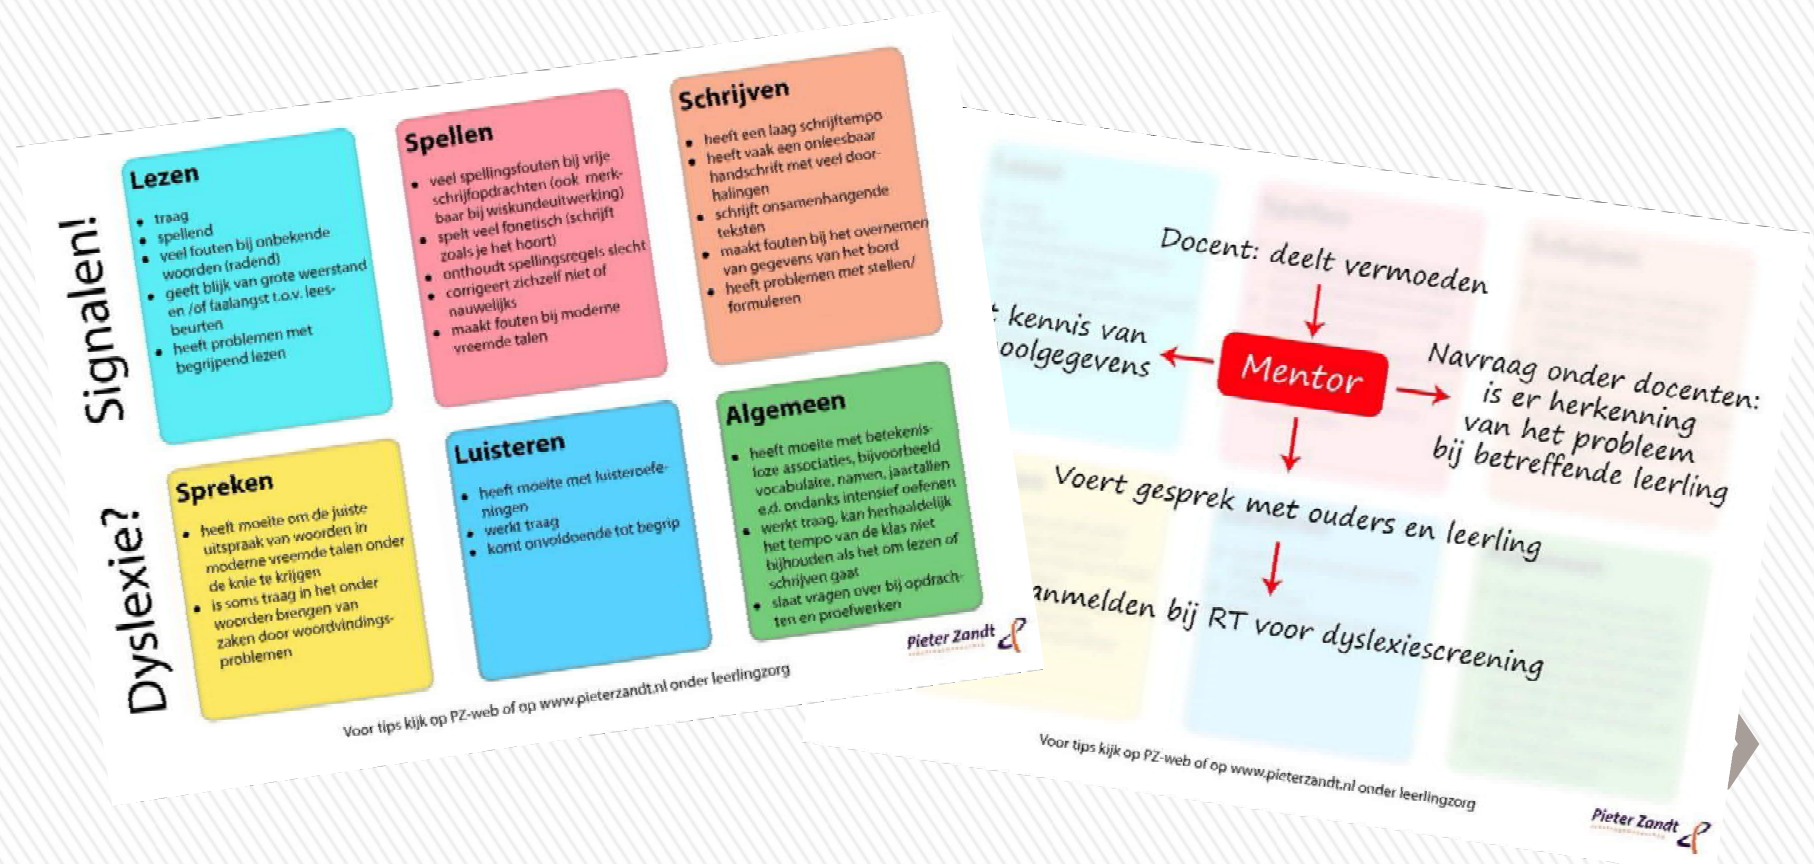 Dyslexie? Signalen!
Lezen
• traag
• spellend
• veel fouten bij onbekende
woorden (radend)
• geeft blijk van grote weerstand
en /of faalangst t.o.v. lees-
beurten
• heeft problemen met
begrijpend lezen
Spellen
• veel spellingsfouten bij vrije
schrijfopdrachten (ook merk-
baar bij wiskundeuitwerking)
• spelt veel fonetisch (schrijft
zoals je het hoort)
• onthoudt spellingsregels slecht
• corrigeert zichzelf niet of
nauwelijks
• maakt fouten bij moderne
vreemde talen
Schrijven
• heeft een laag schrijftempo
• heeft vaak een onleesbaar
handschrift met veel door-
halingen
• schrijft onsamenhangende
teksten
• maakt fouten bij het overnemen
van gegevens van het bord
• heeft problemen met stellen/
formuleren
Spreken
• heeft moeite om de juiste
uitspraak van woorden in
moderne vreemde talen onder
de knie te krijgen
• is soms traag in het onder
woorden brengen van
zaken door woordvindings-
problemen
Luisteren
• heeft moeite met luisteroefe-
ningen
• werkt traag
• komt onvoldoende tot begrip
Algemeen
• heeft moeite met betekenis-
loze associaties, bijvoorbeeld
vocabulaire, namen, jaartallen
e.d. ondanks intensief oefenen
• werkt traag, kan herhaaldelijk
het tempo van de klas niet
bijhouden als het om lezen of
schrijven gaat
• slaat vragen over bij opdrach-
ten en proefwerken
Pieter Zandt
Voor tips kijk op PZ-web of op www.pieterzandt.nl onder leerlingzorg
Docent: deelt vermoeden
t kennis van
oolgegevens
Mentor
Navraag onder docenten:
is er herkenning
van het probleem
bij betreffende leerling
Voert gesprek met ouders en leerling
anmelden bij RT voor dyslexiescreening
Voor tips kijk op PZ-web of op www.pieterzandt.nl onder leerlingzorg
Pieter Zandt